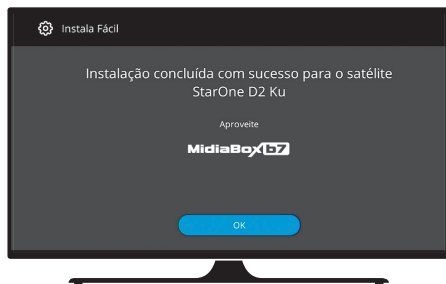 Instala Fácil
Instalação concluída com sucesso para o satélite
StarOne D2 Ku
Aproveite
MidiaBox b7
OK